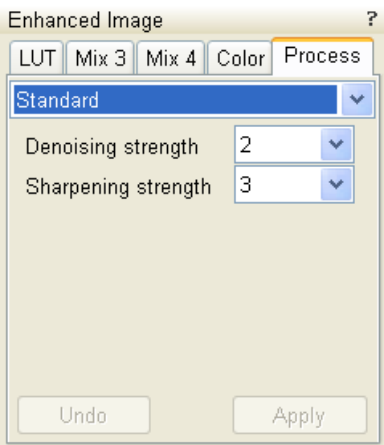 Enhanced Image ?
LUT Mix 3 Mix 4 Color Process
Standard
Denoising strength 2
Sharpening strength 3
Undo Apply